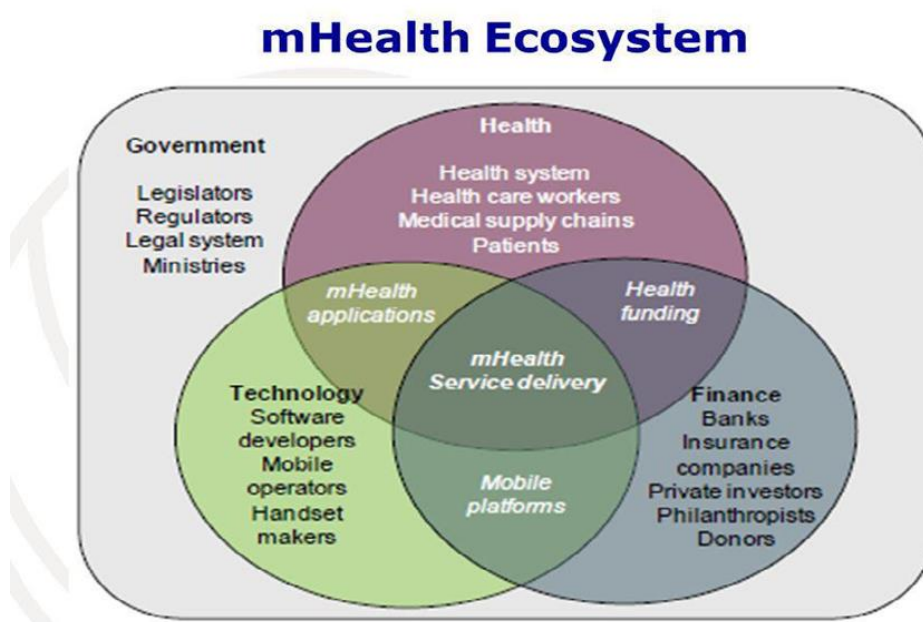 mHealth Ecosystem
Government
Legislators
Regulators
Legal system
Ministries
Health
Health system
Health care workers
Medical supply chains
Patients
mHealth
applications
Health
funding
mHealth
Service delivery
Technology
Software
developers
Mobile
operators
Handset
makers
Mobile
platforms
Finance
Banks
Insurance
companies
Private investors
Philanthropists
Donors